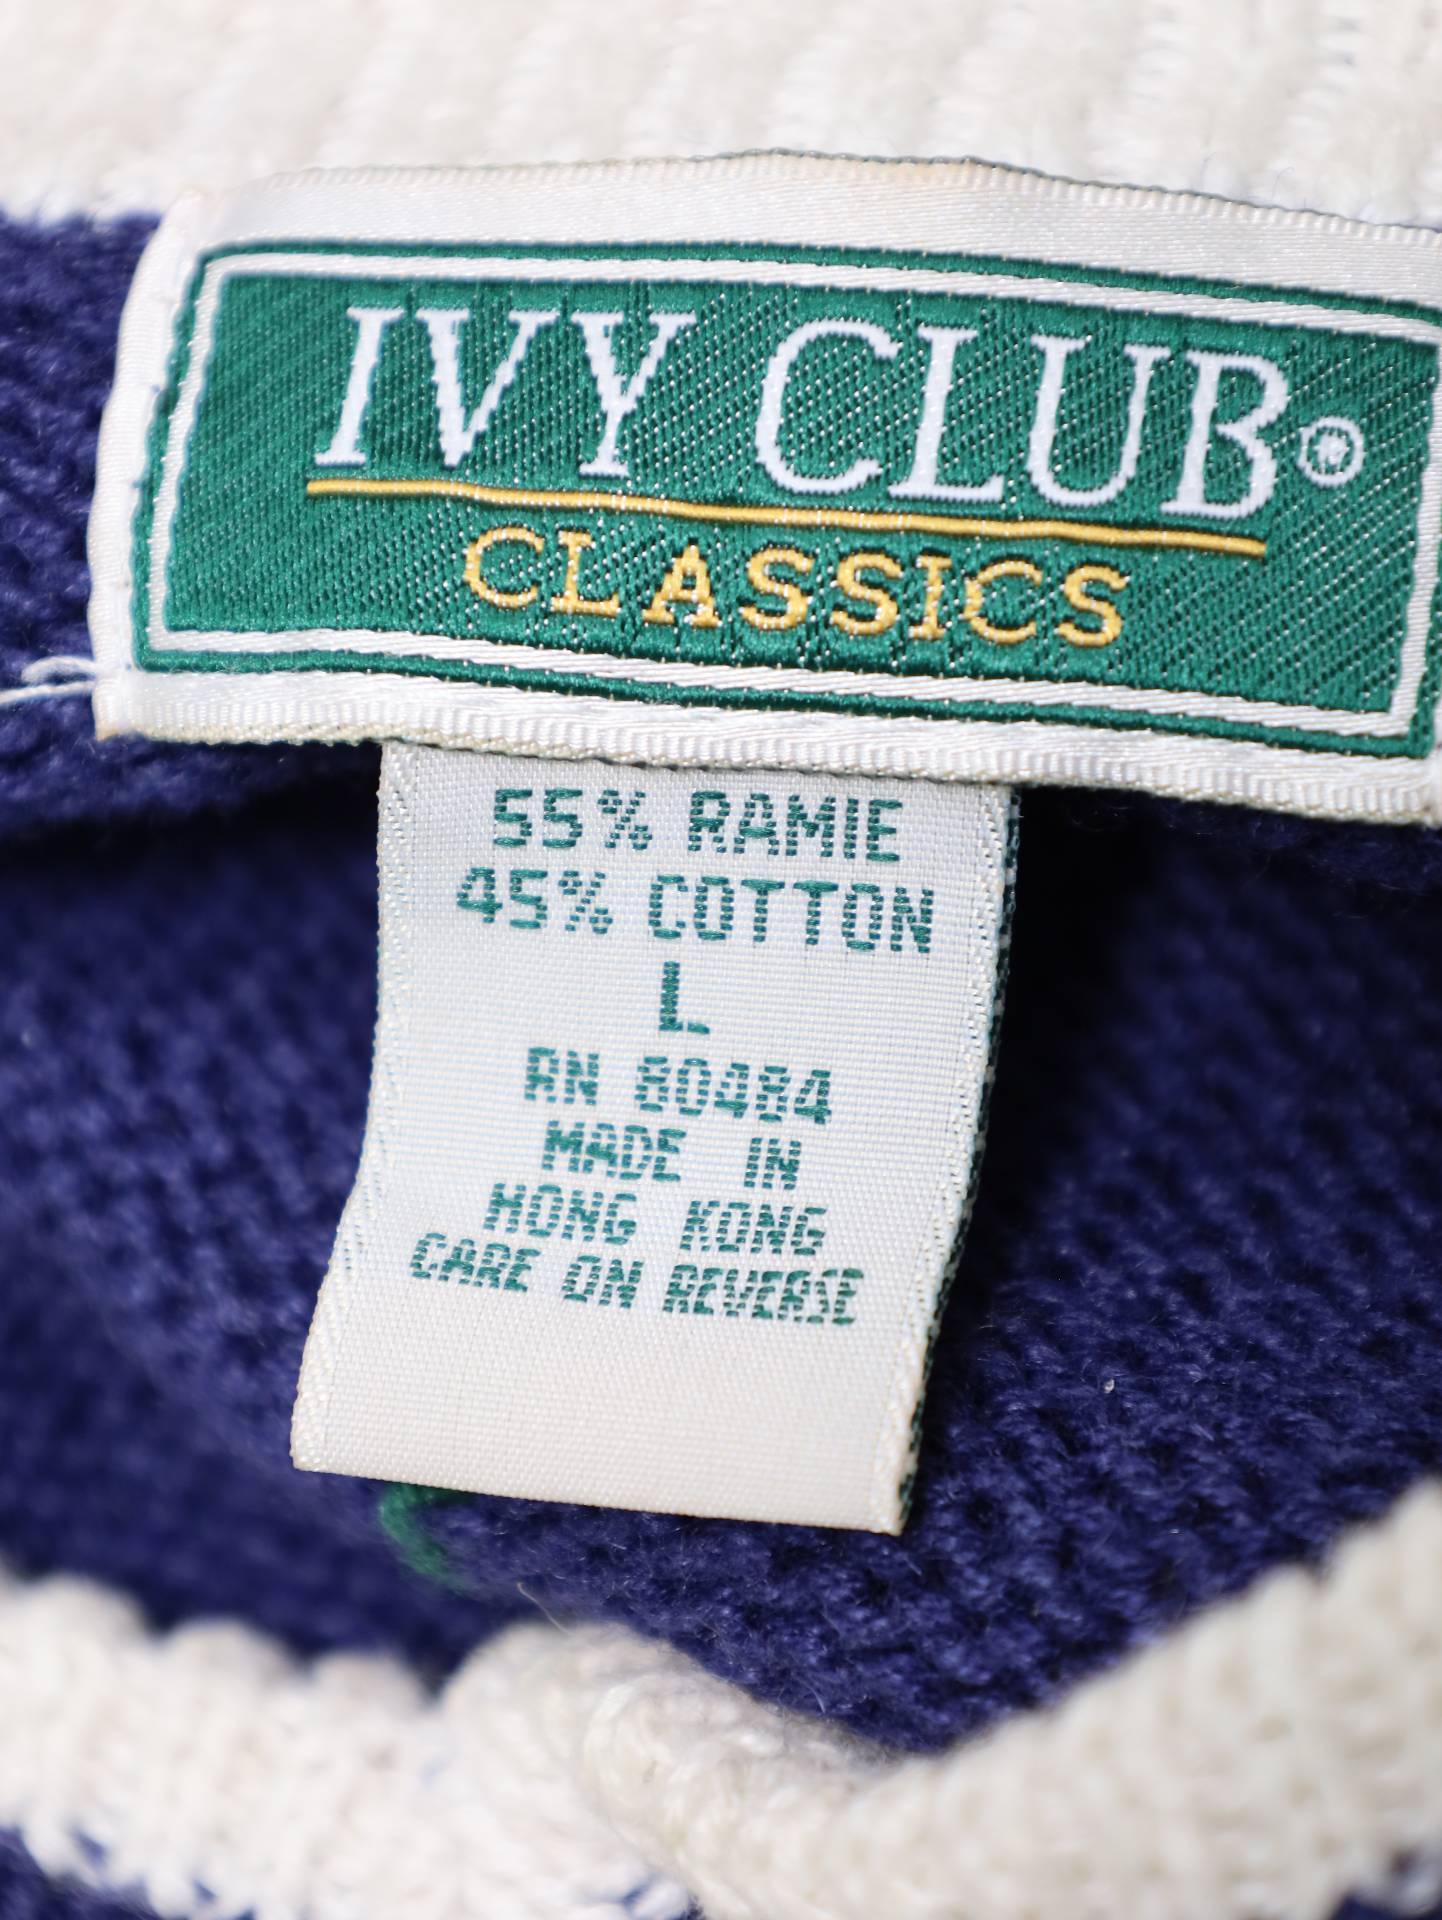 IVY CLUB®
CLASSICS
55% RAMIE
45% COTTON
L
RN 80484
MADE IN
HONG KONG
CARE ON REVERSE